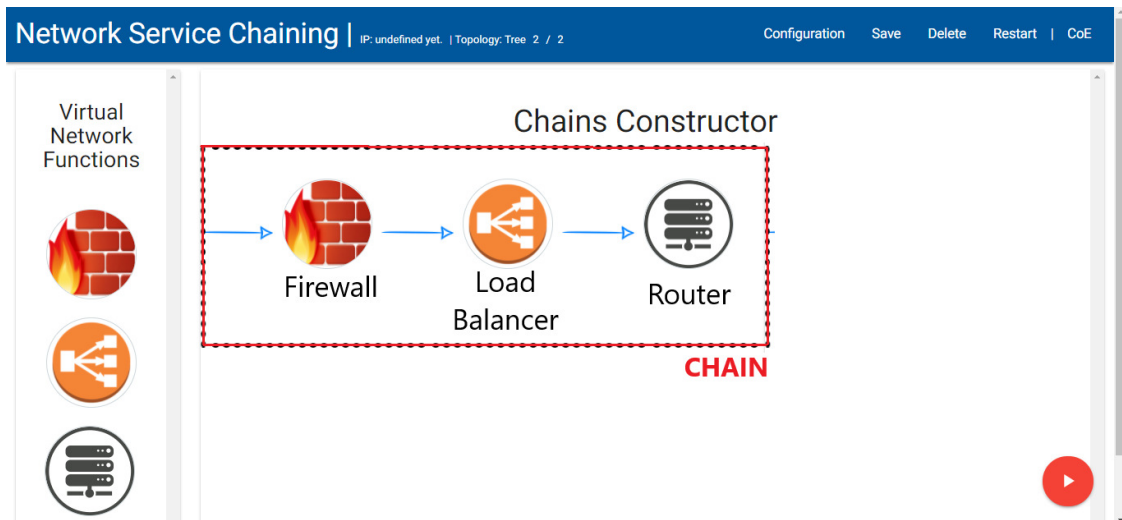 Network Service Chaining | IP: undefined yet. | Topology: Tree 2 / 2
Configuration Save Delete Restart | CoE
Virtual
Network
Functions
Chains Constructor
Firewall
Load
Balancer
Router
CHAIN